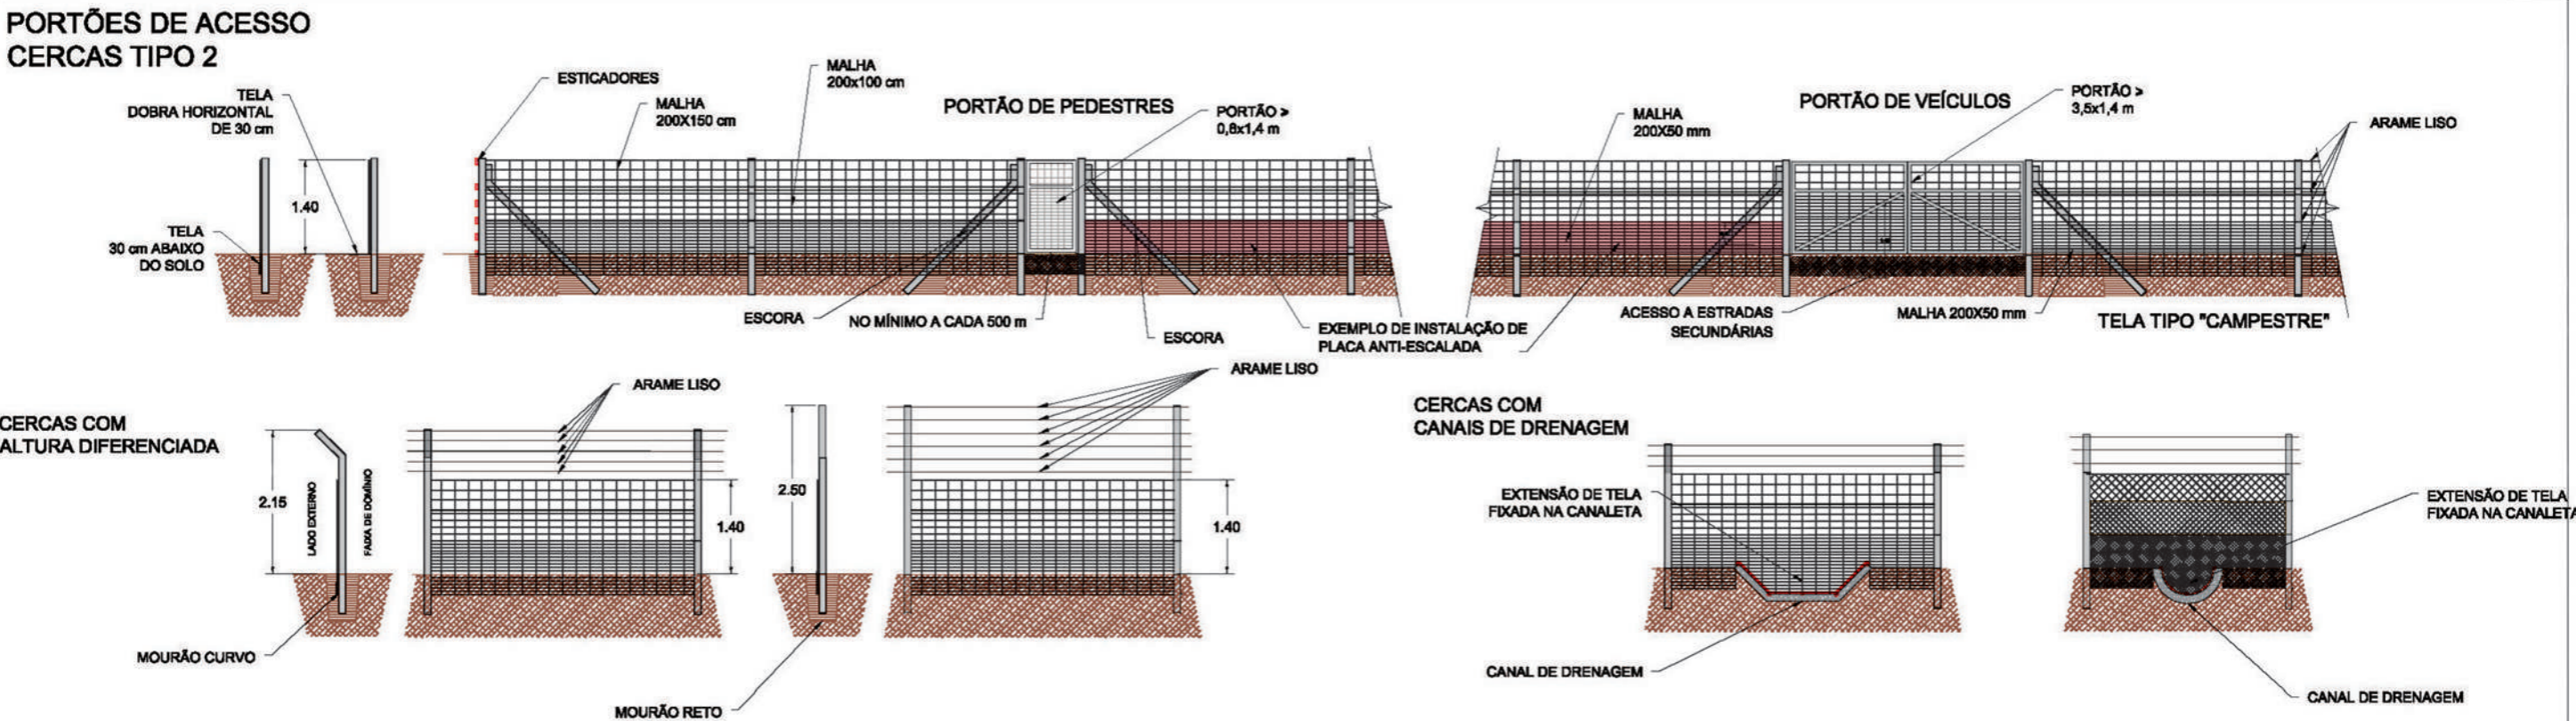 PORTÕES DE ACESSO
CERCAS TIPO 2
TELA
DOBRA HORIZONTAL
DE 30 cm
ESTICADORES
MALHA
200X150 cm
MALHA
200x100 cm
PORTÃO DE PEDESTRES
PORTÃO >
0,8x1,4 m
MALHA
200X50 mm
PORTÃO DE VEÍCULOS
PORTÃO >
3,5x1,4 m
ARAME LISO
1.40
TELA
30 cm ABAIXO
DO SOLO
ESCORA
NO MÍNIMO A CADA 500 m
ESCORA
EXEMPLO DE INSTALAÇÃO DE
PLACA ANTI-ESCALADA
ACESSO A ESTRADAS
SECUNDÁRIAS
MALHA 200X50 mm
TELA TIPO "CAMPESTRE"
CERCAS COM
ALTURA DIFERENCIADA
2.15
LADO EXTERNO
FAIXA DE DOMÍNIO
ARAME LISO
1.40
2.50
ARAME LISO
1.40
MOURÃO CURVO
MOURÃO RETO
CERCAS COM
CANAIS DE DRENAGEM
EXTENSÃO DE TELA
FIXADA NA CANALETA
EXTENSÃO DE TELA
FIXADA NA CANALETA
CANAL DE DRENAGEM
CANAL DE DRENAGEM